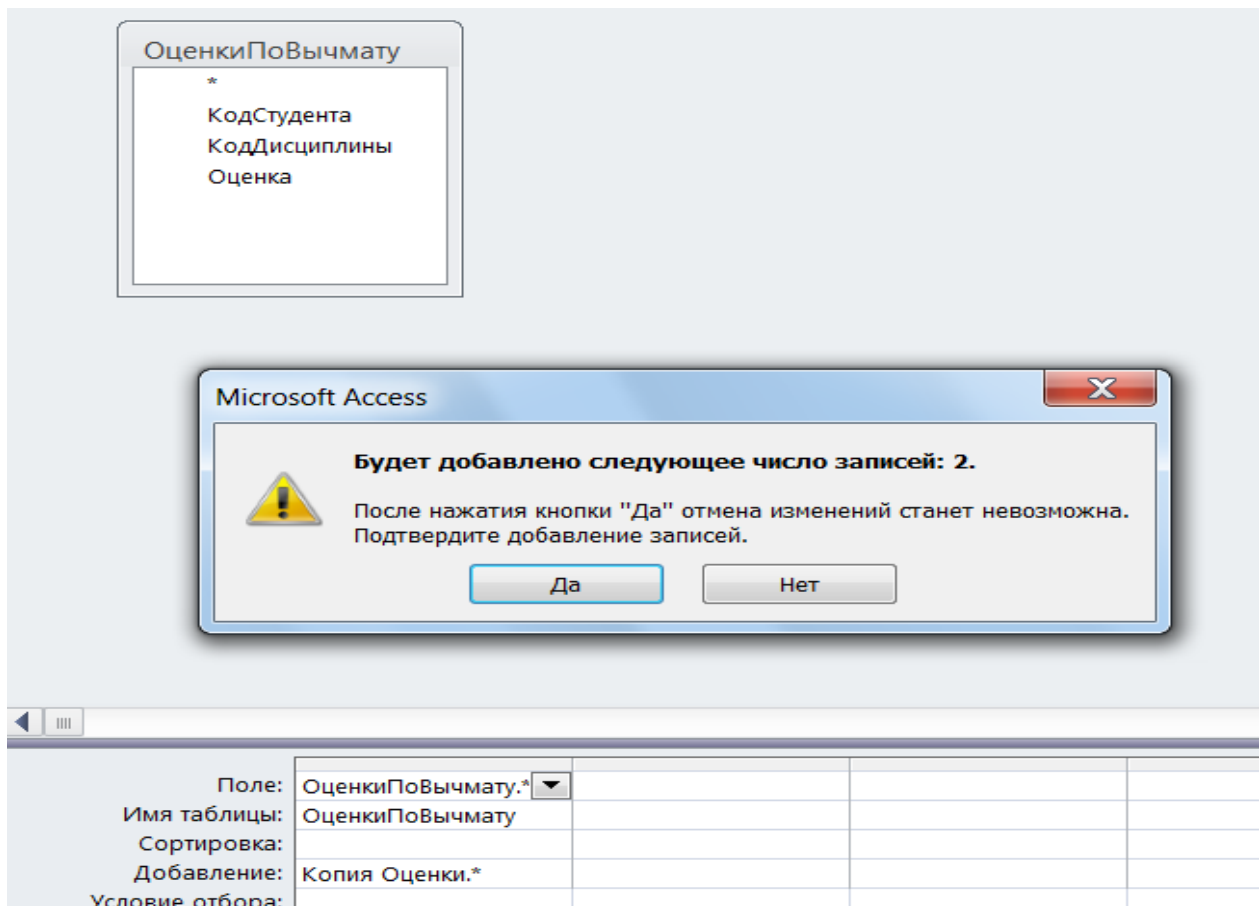 ОценкиПоВычмату
*
КодСтудента
КодДисциплины
Оценка
Microsoft Access
Будет добавлено следующее число записей: 2.
После нажатия кнопки "Да" отмена изменений станет невозможна.
Подтвердите добавление записей.
Да Нет
Поле: ОценкиПоВычмату.*
Имя таблицы: ОценкиПоВычмату
Сортировка:
Добавление: Копия Оценки.*
Условие отбора: